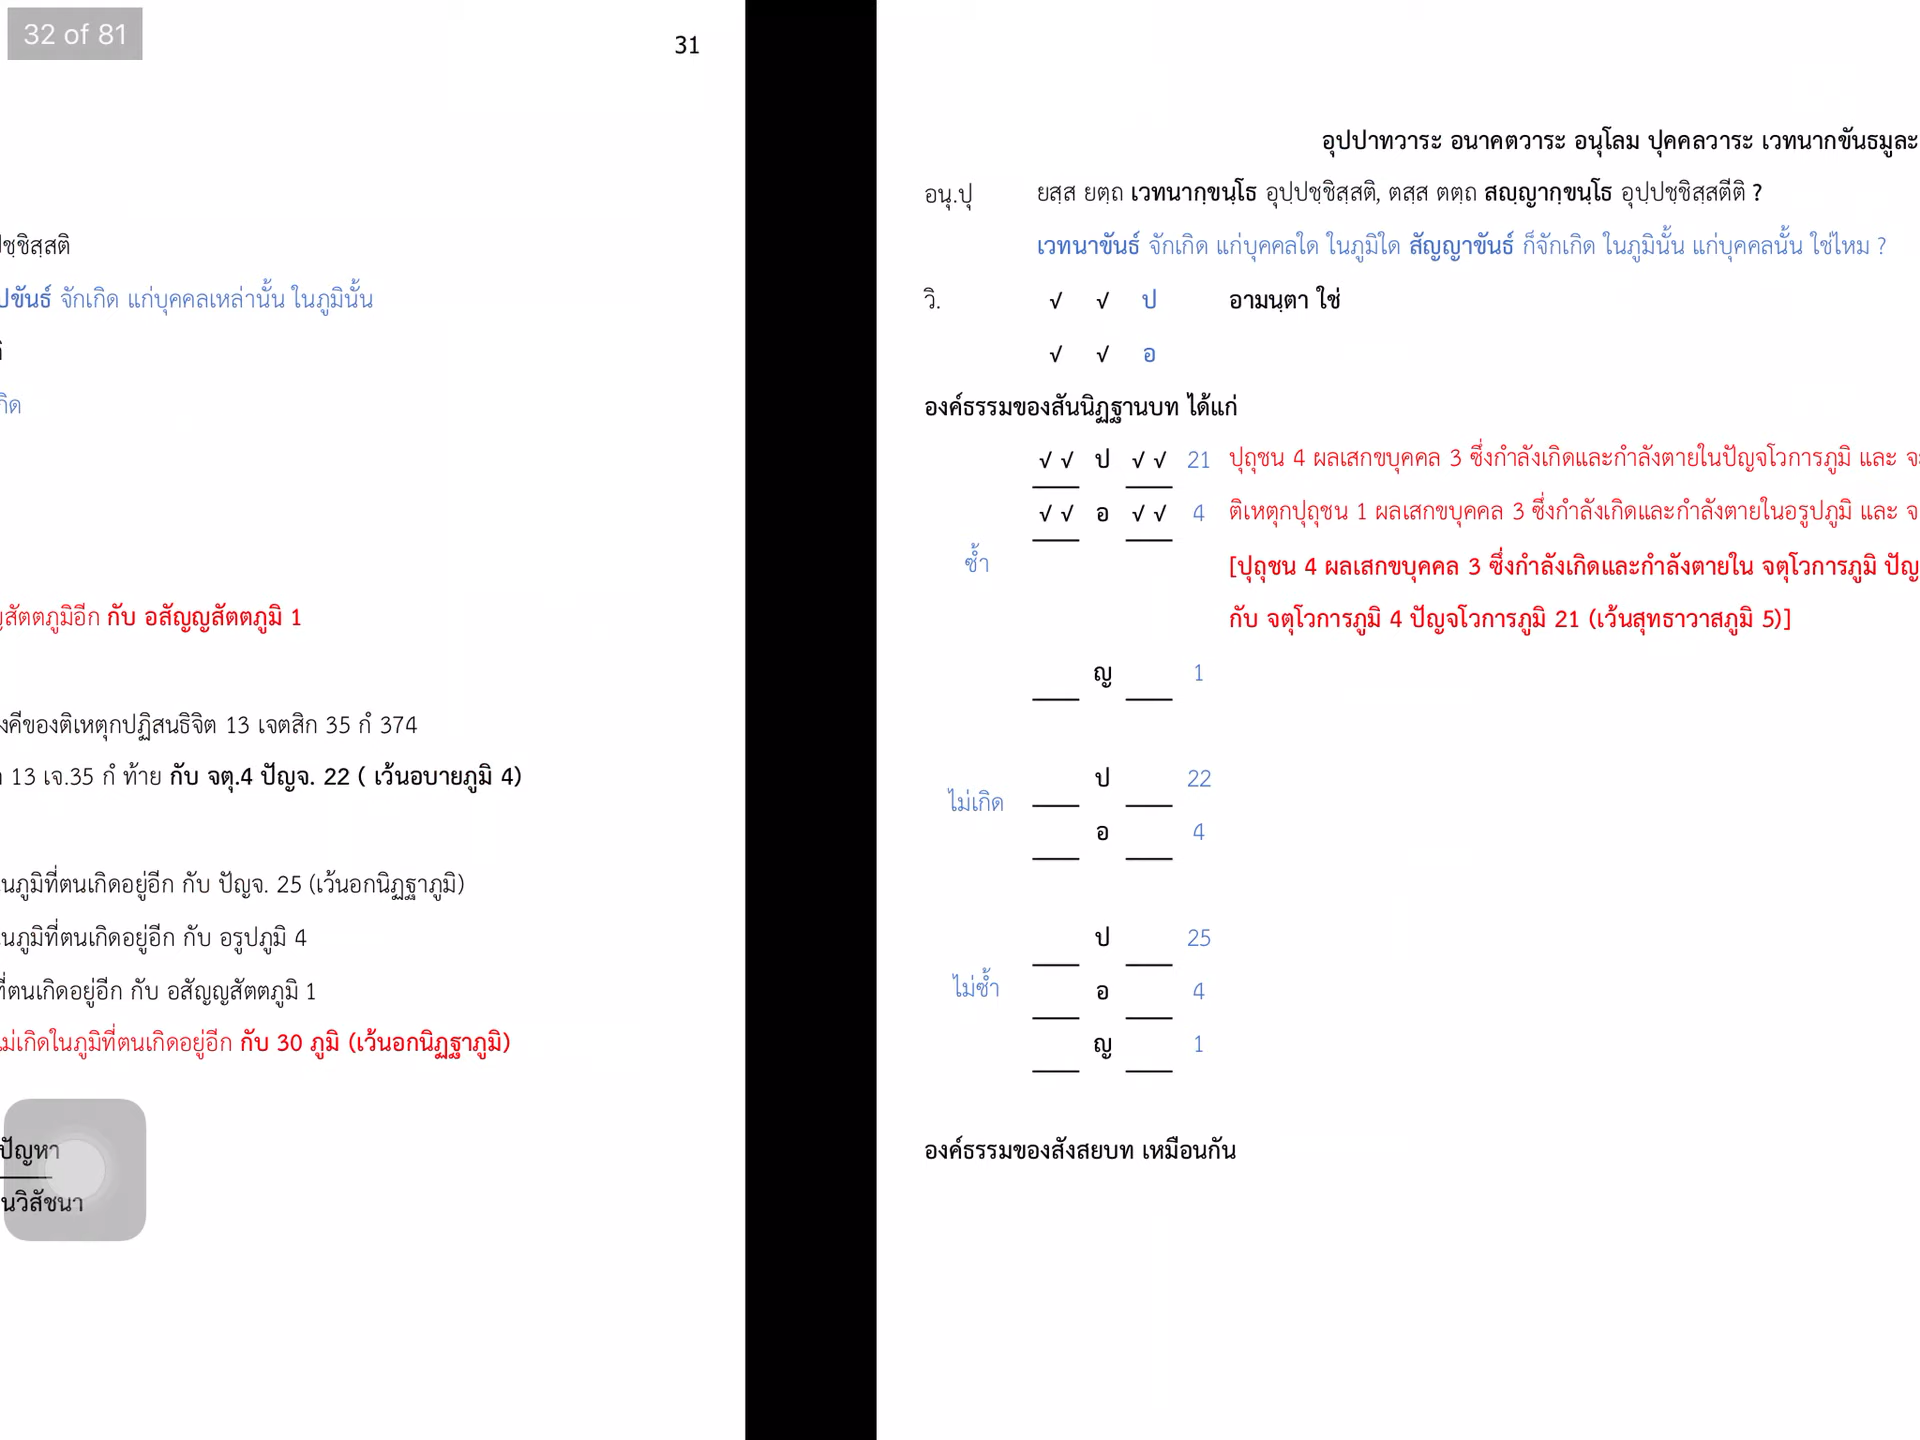 32 of 81
31
ปชฺชิสฺสติ
ปขันธ์ จักเกิด แก่บุคคลเหล่านั้น ในภูมินั้น
กิด
ญสัตตภูมิอีก กับ อสัญญสัตตภูมิ 1
งคีของติเหตุกปฏิสนธิจิต 13 เจตสิก 35 กํ 374
13 เจ.35 กํ ท้าย กับ จตุ.4 ปัญจ. 22 ( เว้นอบายภูมิ 4)
นภูมิที่ตนเกิดอยู่อีก กับ ปัญจ. 25 (เว้นอกนิฏฐาภูมิ)
นภูมิที่ตนเกิดอยู่อีก กับ อรูปภูมิ 4
ที่ตนเกิดอยู่อีก กับ อสัญญสัตตภูมิ 1
ไม่เกิดในภูมิที่ตนเกิดอยู่อีก กับ 30 ภูมิ (เว้นอกนิฏฐาภูมิ)
ปัญหา
นวิสัชนา
อุปปาทวาระ อนาคตวาระ อนุโลม ปุคคลวาระ เวทนากขันธมูละ
อนุ.ปุ ยสฺส ยตฺถ เวทนากฺขนฺโธ อุปฺปชฺชิสฺสติ, ตสฺส ตตฺถ สญฺญากฺขนฺโธ อุปฺปชฺชิสฺสตีติ ?
เวทนาขันธ์ จักเกิด แก่บุคคลใด ในภูมิใด สัญญาขันธ์ ก็จักเกิด ในภูมินั้น แก่บุคคลนั้น ใช่ไหม ?
วิ. √ √ ป อามนฺตา ใช่
√ √ อ
องค์ธรรมของสันนิฏฐานบท ได้แก่
√ √ ป √ √ 21 ปุถุชน 4 ผลเสกขบุคคล 3 ซึ่งกำลังเกิดและกำลังตายในปัญจโวการภูมิ และ
√ √ อ √ √ 4 ติเหตุกปุถุชน 1 ผลเสกขบุคคล 3 ซึ่งกำลังเกิดและกำลังตายในอรูปภูมิ และ จ
ซ้ำ [ปุถุชน 4 ผลเสกขบุคคล 3 ซึ่งกำลังเกิดและกำลังตายใน จตุโวการภูมิ ปัญ
กับ จตุโวการภูมิ 4 ปัญจโวการภูมิ 21 (เว้นสุทธาวาสภูมิ 5)]
ญ 1
ป 22
ไม่เกิด
อ 4
ป 25
ไม่ซ้ำ อ 4
ญ 1
องค์ธรรมของสังสยบท เหมือนกัน